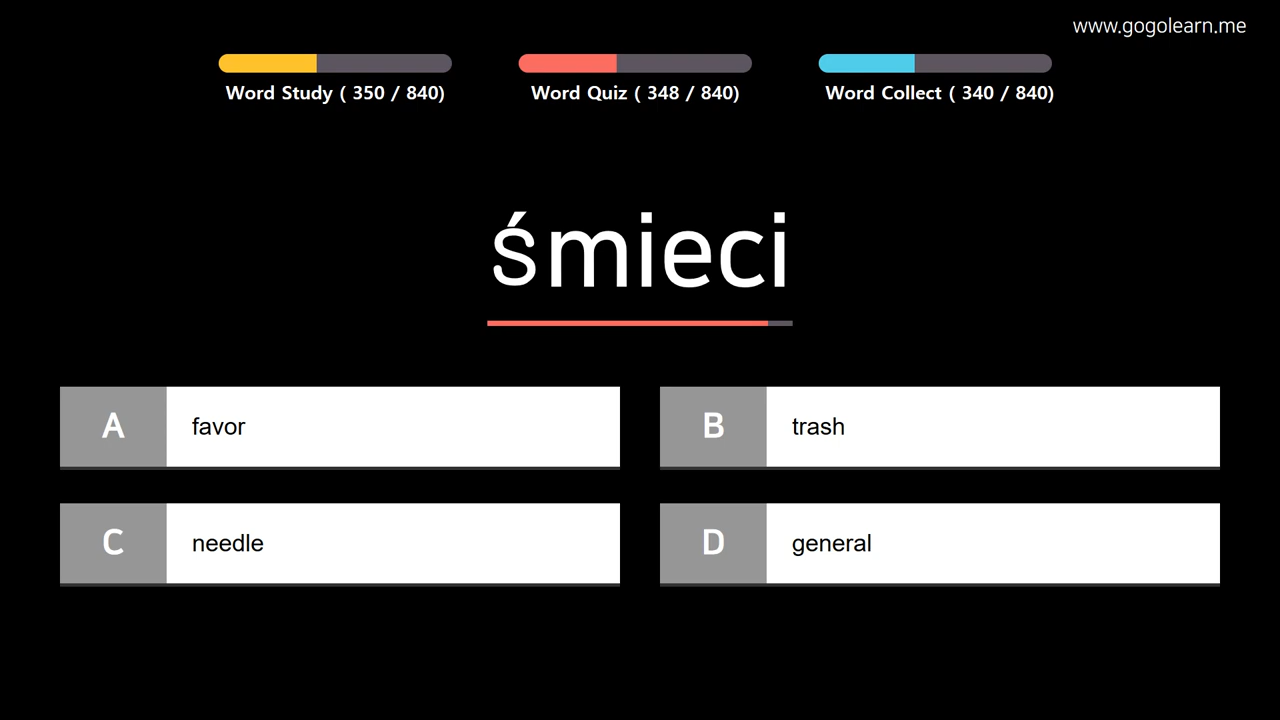 www.gogolearn.me
Word Study ( 350 / 840)
Word Quiz ( 348 / 840)
Word Collect ( 340 / 840)
śmieci
A favor
B trash
C needle
D general